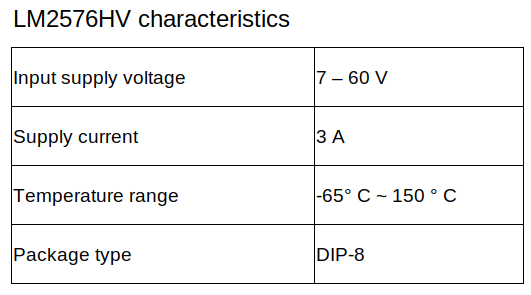 LM2576HV characteristics
Input supply voltage 7 – 60 V
Supply current 3 A
Temperature range -65° C ~ 150 ° C
Package type DIP-8